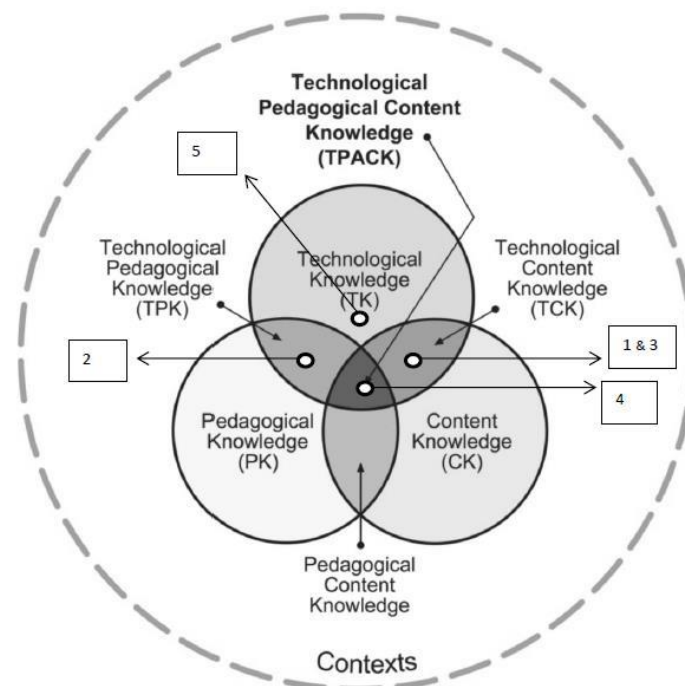 Technological
Pedagogical Content
Knowledge
(TPACK)
5
Technological
Pedagogical
Knowledge
(TPK)
Technological
Knowledge
(TK)
Technological
Content
Knowledge
(TCK)
2
1 & 3
4
Pedagogical
Knowledge
(PK)
Content
Knowledge
(CK)
Pedagogical
Content
Knowledge
Contexts